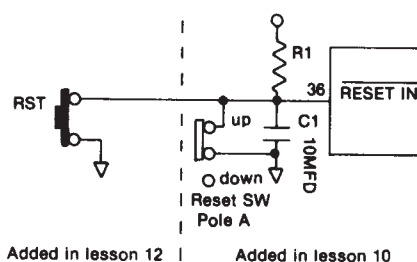 R1
36
RESET IN
RST
up
C1
10MFD
down
Reset SW
Pole A
Added in lesson 12
Added in lesson 10